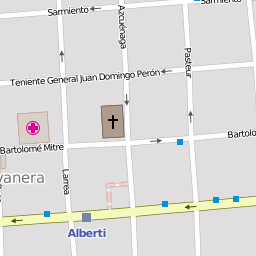 Sarmiento
Azcuénaga
Sarmiento
Pasteur
Teniente General Juan Domingo Perón
Bartolomé Mitre
Bartolo
vanera
Larrea
Alberti